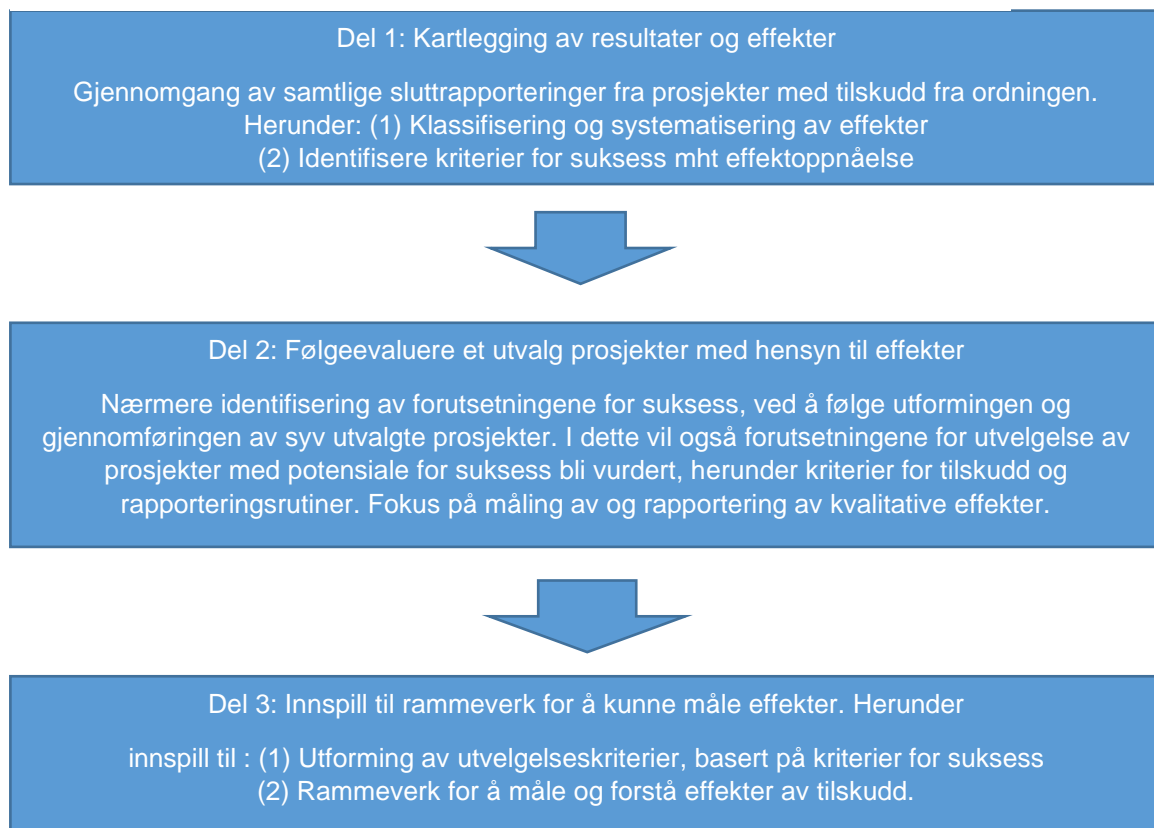 Del 1: Kartlegging av resultater og effekter
Gjennomgang av samtlige sluttrapporteringer fra prosjekter med tilskudd fra ordningen.
Herunder: (1) Klassifisering og systematisering av effekter
(2) Identifisere kriterier for suksess mht effektoppnåelse
Del 2: Følgeevaluere et utvalg prosjekter med hensyn til effekter
Nærmere identifisering av forutsetningene for suksess, ved å følge utformingen og
gjennomføringen av syv utvalgte prosjekter. I dette vil også forutsetningene for utvelgelse av
prosjekter med potensiale for suksess bli vurdert, herunder kriterier for tilskudd og
rapporteringsrutiner. Fokus på måling av og rapportering av kvalitative effekter.
Del 3: Innspill til rammeverk for å kunne måle effekter. Herunder
innspill til : (1) Utforming av utvelgelseskriterier, basert på kriterier for suksess
(2) Rammeverk for å måle og forstå effekter av tilskudd.